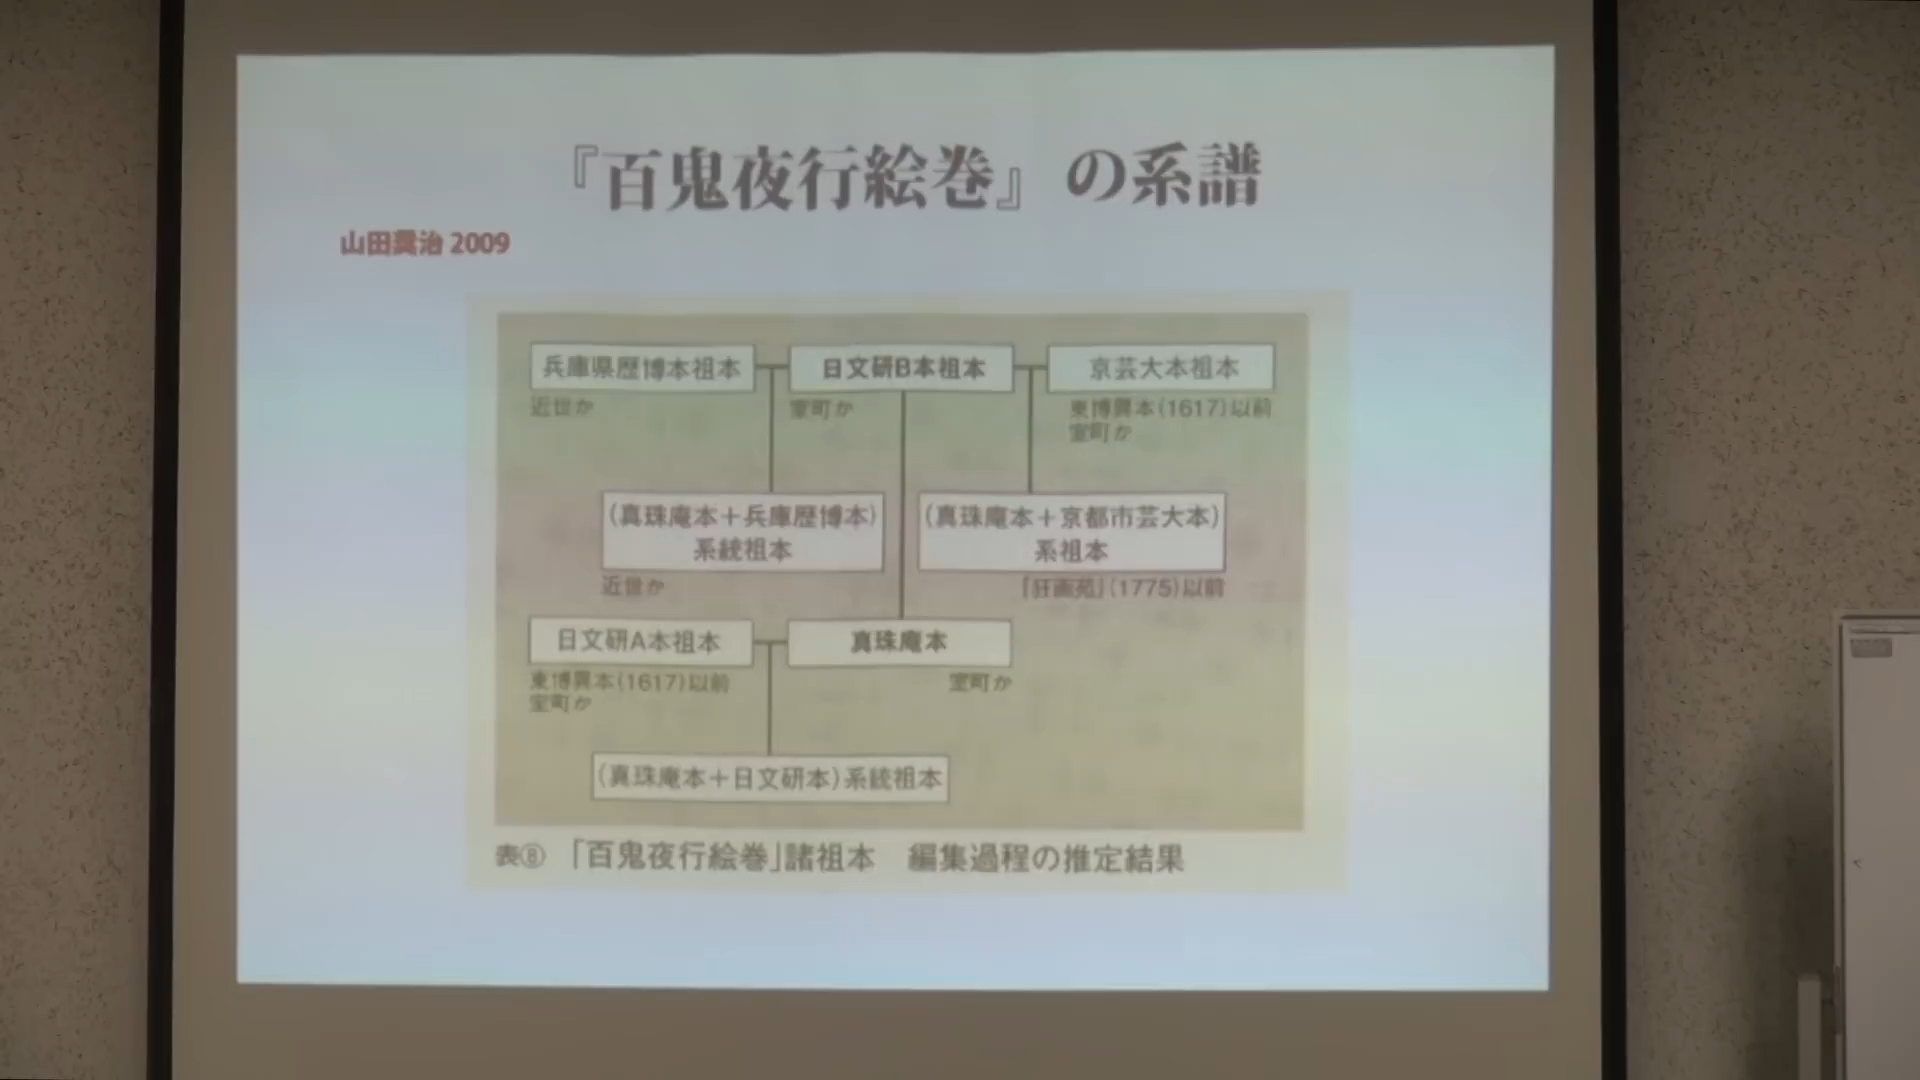 『百鬼夜行絵巻』の系譜
山田奨治 2009
兵庫県歴博本祖本
日文研B本祖本
京芸大本祖本
近世か
室町か
東博異本(1617)以前
室町か
(真珠庵本+兵庫歴博本)
系統祖本
(真珠庵本+京都市芸大本)
系祖本
近世か
「狂画苑」(1775)以前
日文研A本祖本
真珠庵本
東博異本(1617)以前
室町か
室町か
(真珠庵本+日文研本)系統祖本
表⑧ 「百鬼夜行絵巻」諸祖本 編集過程の推定結果